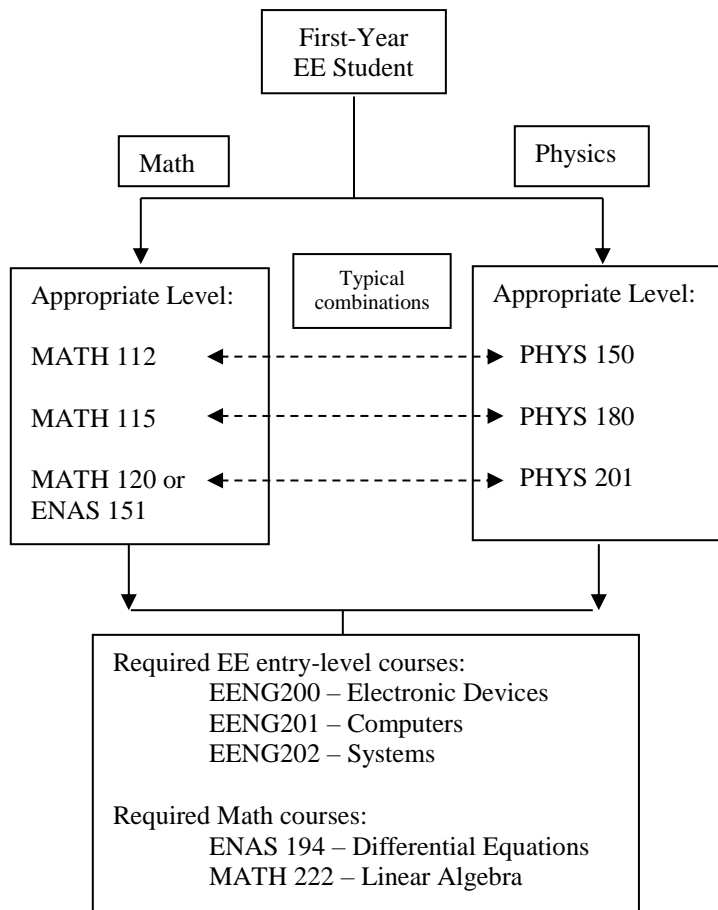 First-Year
EE Student
Math
Physics
Appropriate Level:
MATH 112
MATH 115
MATH 120 or
ENAS 151
Typical
combinations
Appropriate Level:
PHYS 150
PHYS 180
PHYS 201
Required EE entry-level courses:
EENG200 – Electronic Devices
EENG201 – Computers
EENG202 – Systems
Required Math courses:
ENAS 194 – Differential Equations
MATH 222 – Linear Algebra